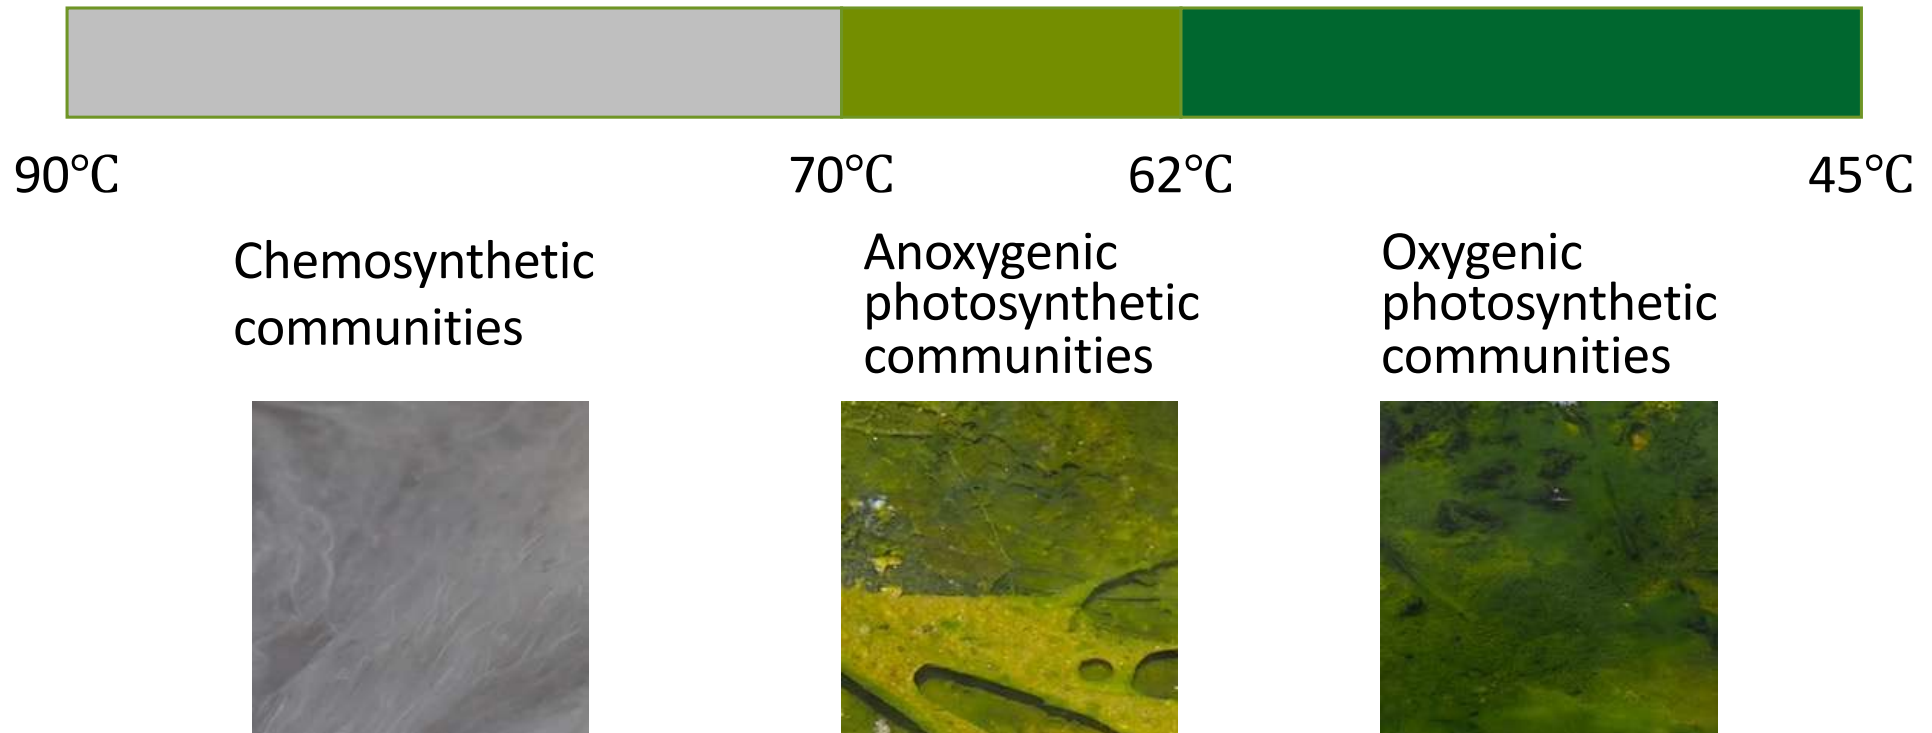 90℃ 70℃ 62℃ 45℃
Chemosynthetic
communities
Anoxygenic
photosynthetic
communities
Oxygenic
photosynthetic
communities